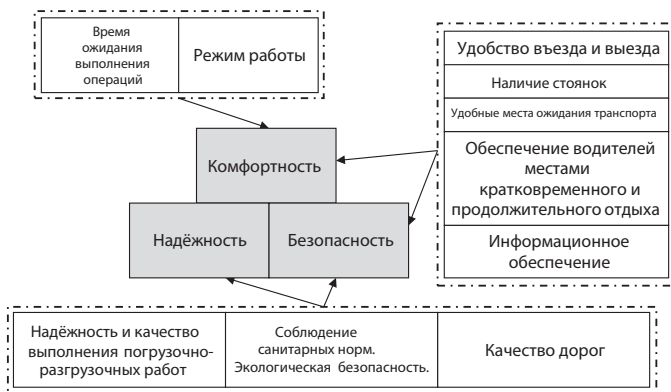 Время
ожидания
выполнения
операций
Режим работы
Удобство въезда и выезда
Наличие стоянок
Удобные места ожидания транспорта
Обеспечение водителей
местами
кратковременного и
продолжительного отдыха
Информационное
обеспечение
Комфортность
Надёжность
Безопасность
Надёжность и качество
выполнения погрузочно-
разгрузочных работ
Соблюдение
санитарных норм.
Экологическая безопасность.
Качество дорог